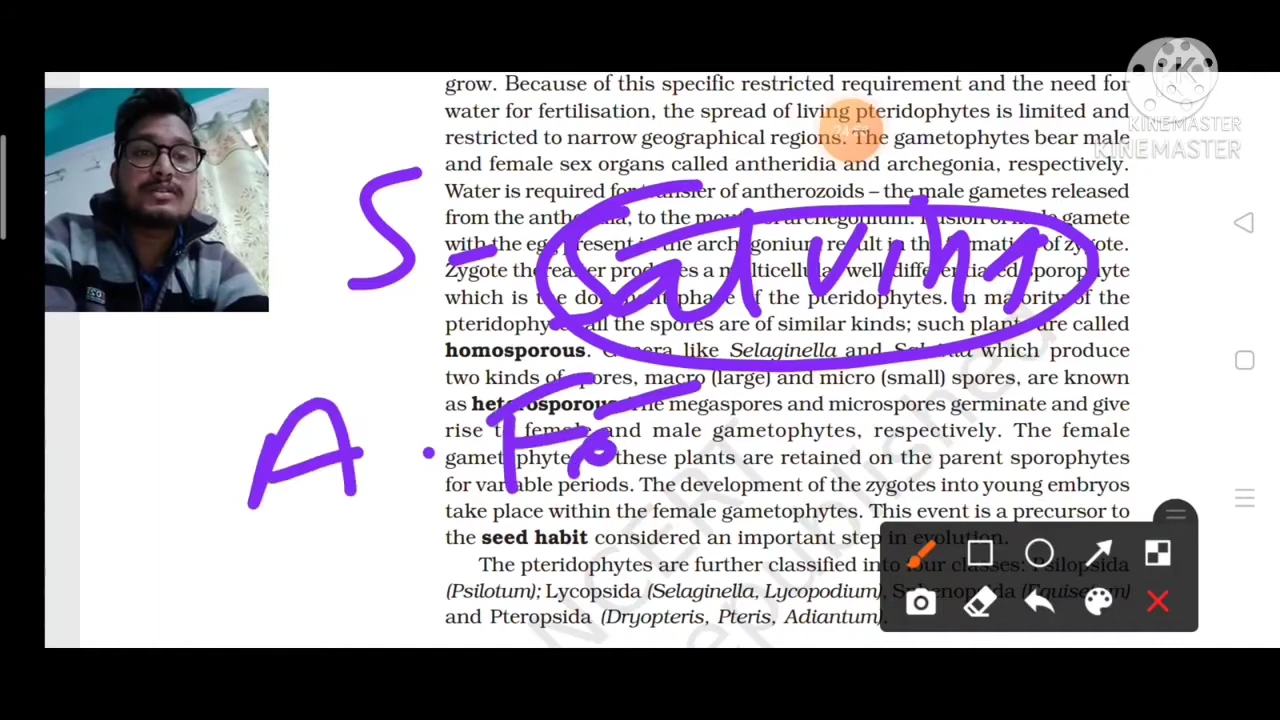 KINEMASTER
KINEMASTER
grow. Because of this specific restricted requirement and the need for
water for fertilisation, the spread of living pteridophytes is limited and
restricted to narrow geographical regions. The gametophytes bear male
and female sex organs called antheridia and archegonia, respectively.
Water is required for transfer of antherozoids – the male gametes released
from the to the gamete
with the egg present in the archegonium result in the formation of zygote.
Zygote thereafter produces a multicellular well differentiated sporophyte
which is the dominant phase of the pteridophytes. In majority of the
pteridophytes all the spores are of similar kinds; such plants are called
homosporous. Genera like Selaginella and Salvinia which produce
two kinds of spores, macro (large) and micro (small) spores, are known
as heterosporous. The megaspores and microspores germinate and give
rise to female and male gametophytes, respectively. The female
gametophytes these plants are retained on the parent sporophytes
for variable periods. The development of the zygotes into young embryos
take place within the female gametophytes. This event is a precursor to
the seed habit considered an important step in evolution.
The pteridophytes are further classified into four classes: Psilopsida
(Psilotum); Lycopsida (Selaginella, Lycopodium), Sphenopsida (Equisetum)
and Pteropsida (Dryopteris, Pteris, Adiantum).
S -
A .
NCERT
republished